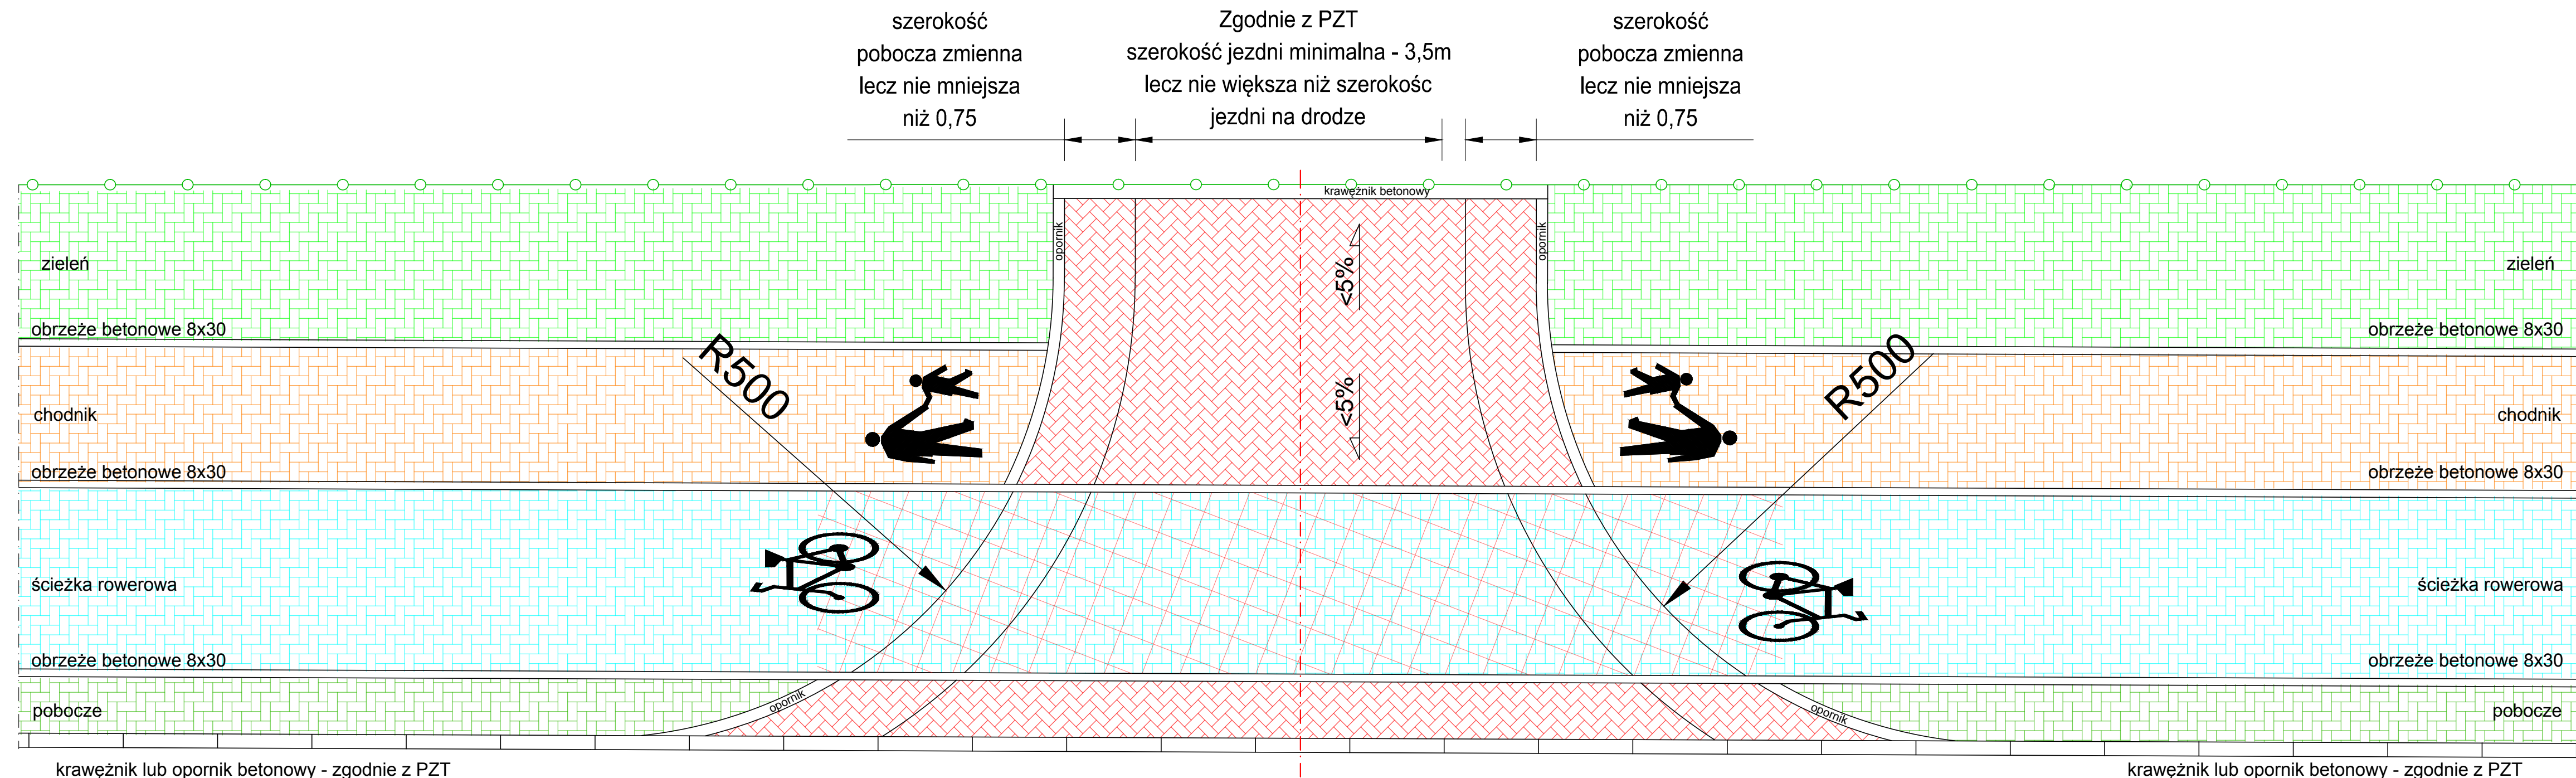 szerokość
pobocza zmienna
lecz nie mniejsza
niż 0,75
Zgodnie z PZT
szerokość jezdni minimalna - 3,5m
lecz nie większa niż szerokośc
jezdni na drodze
szerokość
pobocza zmienna
lecz nie mniejsza
niż 0,75
krawężnik betonowy
opornik
opornik
<5%
<5%
zieleń
zieleń
obrzeże betonowe 8x30
obrzeże betonowe 8x30
R500
R500
chodnik
chodnik
obrzeże betonowe 8x30
obrzeże betonowe 8x30
ścieżka rowerowa
ścieżka rowerowa
obrzeże betonowe 8x30
obrzeże betonowe 8x30
opornik
opornik
pobocze
pobocze
krawężnik lub opornik betonowy - zgodnie z PZT
krawężnik lub opornik betonowy - zgodnie z PZT